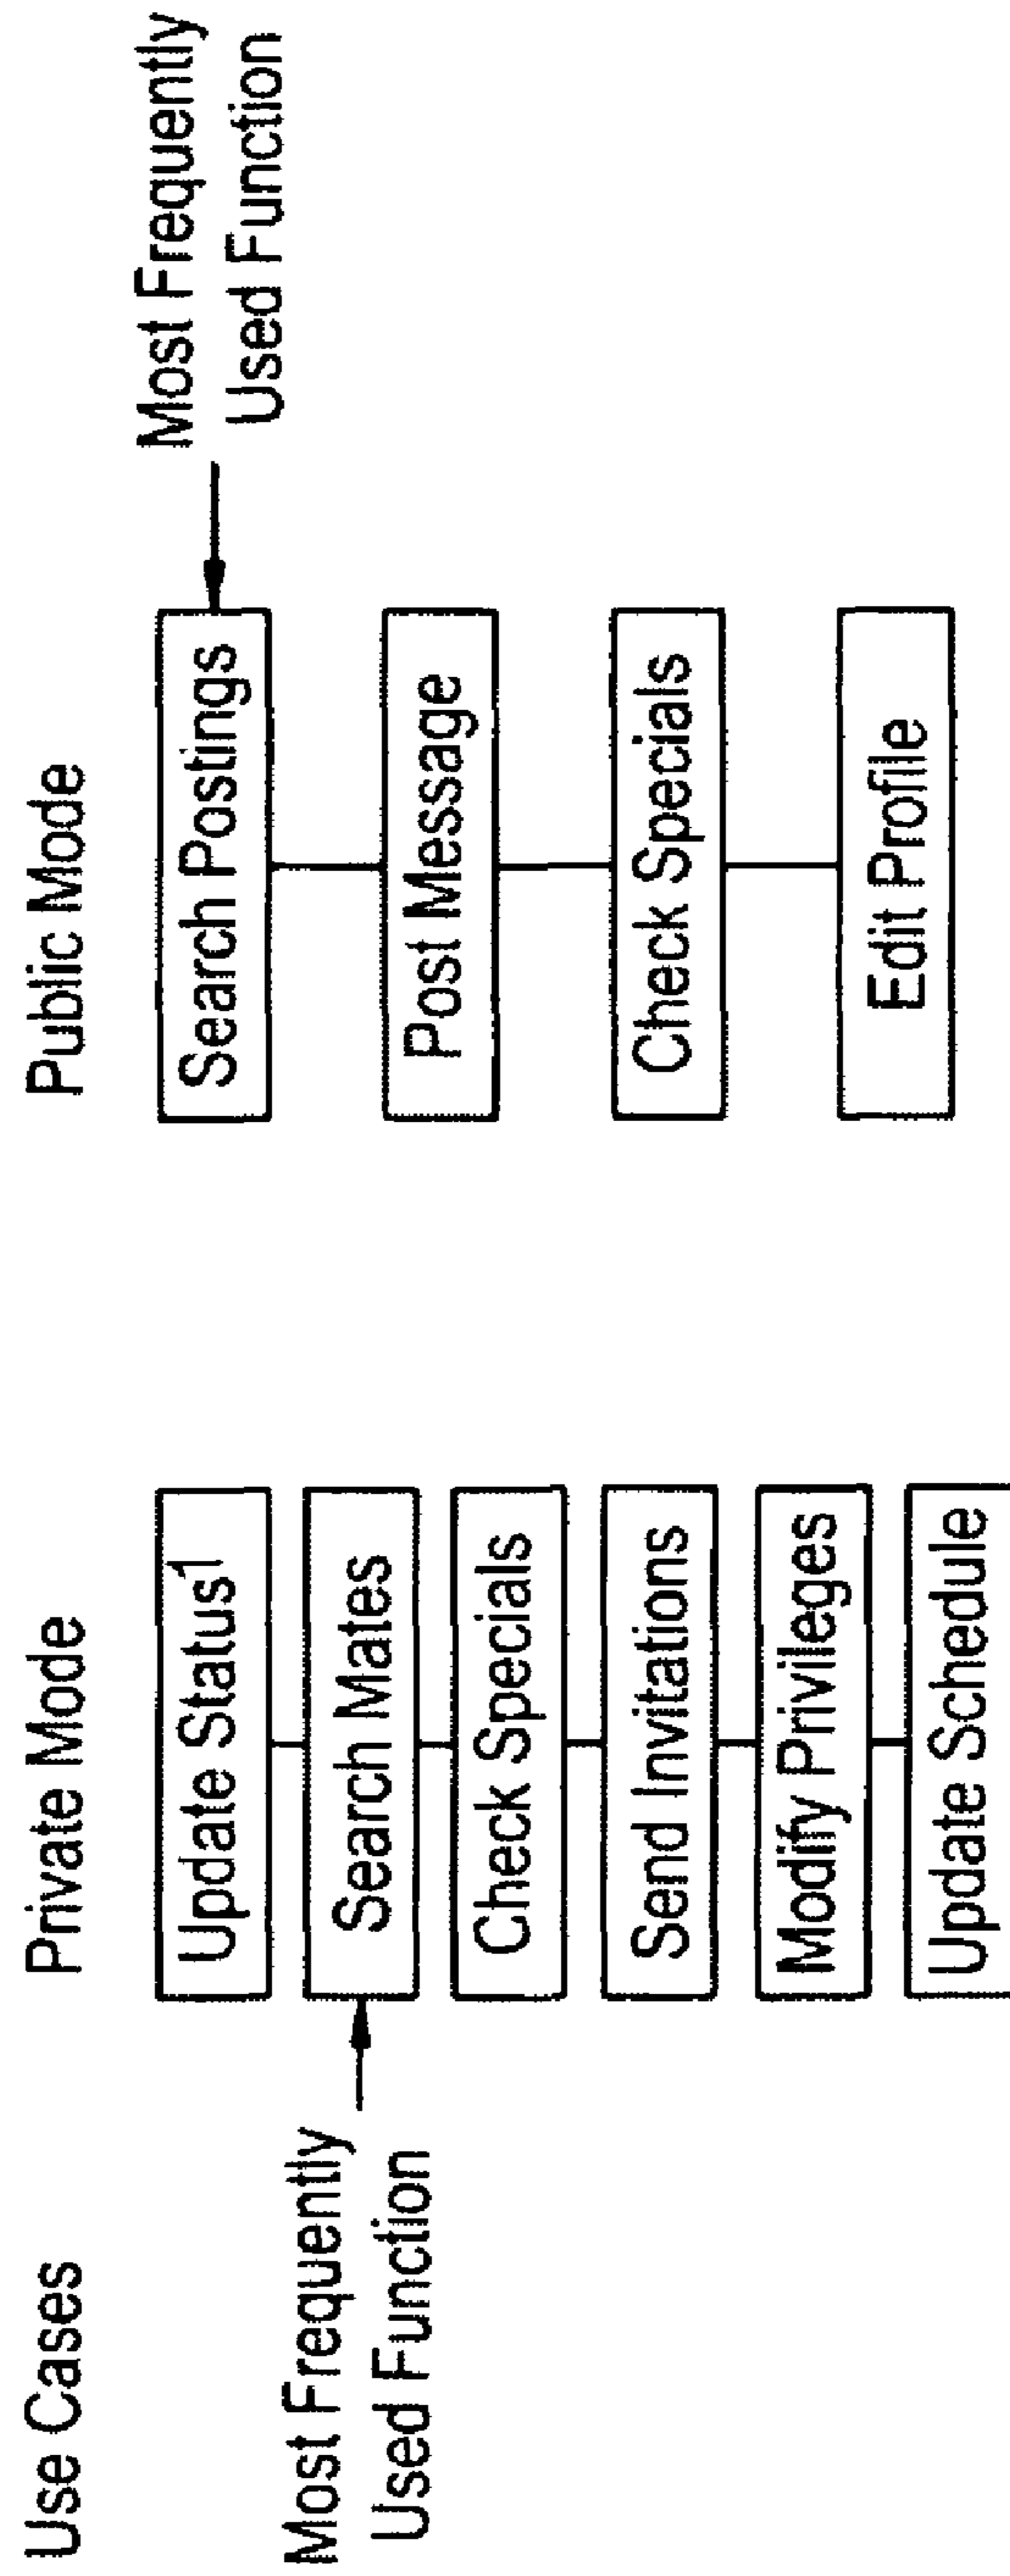 Use Cases
Private Mode
Public Mode
Update Status1
Most Frequently
Used Function
Search Mates
Check Specials
Send Invitations
Modify Privileges
Update Schedule
Search Postings
Most Frequently
Used Function
Post Message
Check Specials
Edit Profile